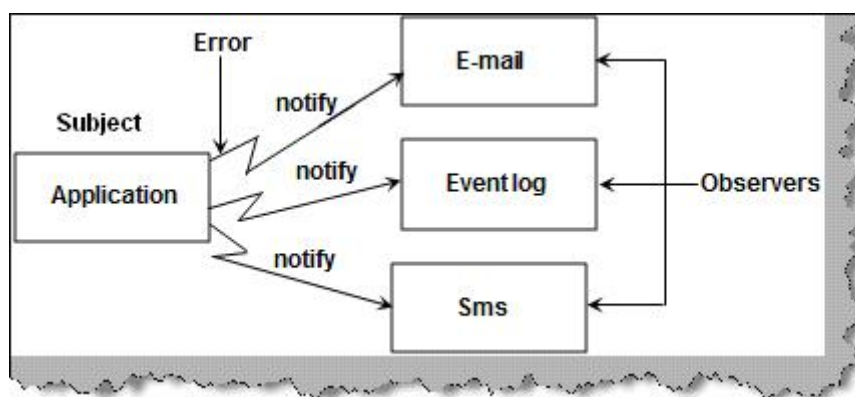 Error
E-mail
notify
Subject
notify
Event log
Application
Observers
notify
Sms